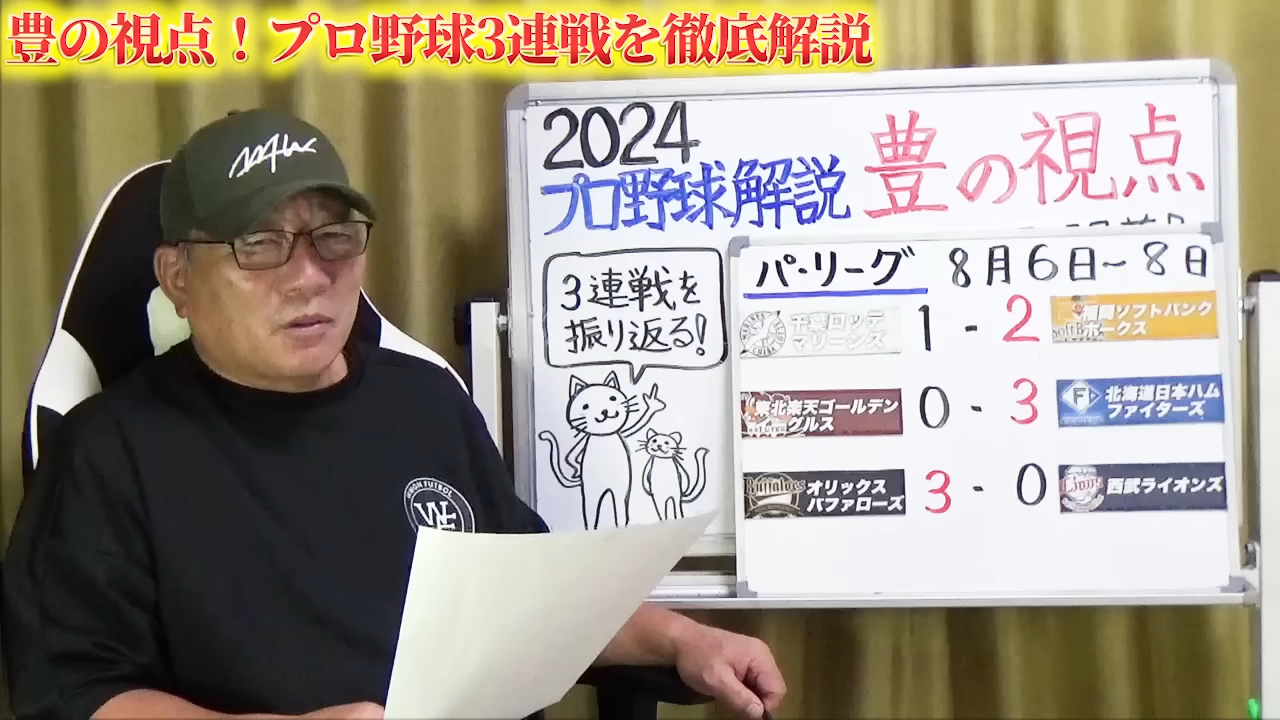 豊の視点！プロ野球3連戦を徹底解説
2024
プロ野球解説 豊の視点
3連戦を
振り返る!
パ・リーグ 8月6日~8日
千葉ロッテ
マリーンズ
1 - 2
福岡ソフトバンク
ホークス
東北楽天ゴールデン
イーグルス
0 - 3
F
北海道日本ハム
ファイターズ
Buffaloes
オリックス
バファローズ
3 - 0
Lions
西武ライオンズ